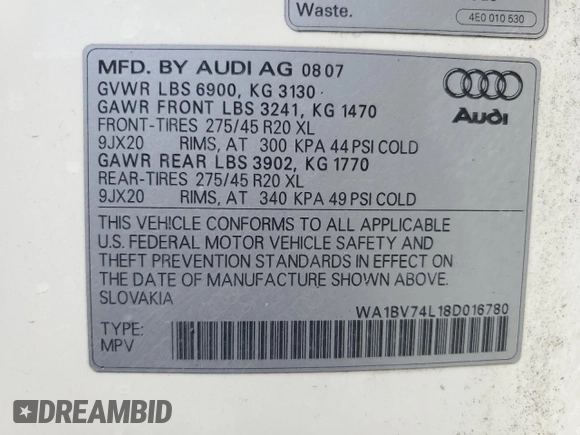 Waste.
4E0 010 530
MFD. BY AUDI AG 0807
GVWR LBS 6900, KG 3130
GAWR FRONT LBS 3241, KG 1470
FRONT-TIRES 275/45 R20 XL
9JX20 RIMS, AT 300 KPA 44 PSI COLD
GAWR REAR LBS 3902, KG 1770
REAR-TIRES 275/45 R20 XL
9JX20 RIMS, AT 340 KPA 49 PSI COLD
Audi
THIS VEHICLE CONFORMS TO ALL APPLICABLE
U.S. FEDERAL MOTOR VEHICLE SAFETY AND
THEFT PREVENTION STANDARDS IN EFFECT ON
THE DATE OF MANUFACTURE SHOWN ABOVE.
SLOVAKIA
WA1BV74L18D016780
TYPE:
MPV
DREAMBID